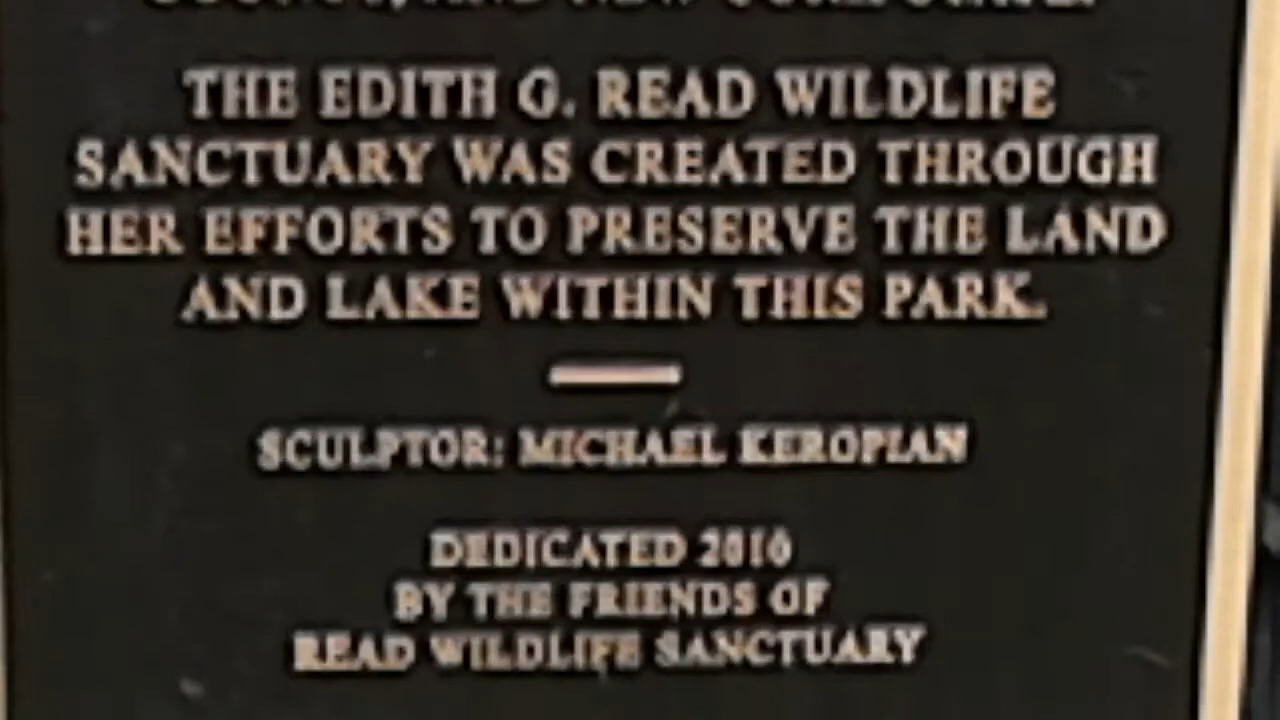 THE EDITH G. READ WILDLIFE
SANCTUARY WAS CREATED THROUGH
HER EFFORTS TO PRESERVE THE LAND
AND LAKE WITHIN THIS PARK.
SCULPTOR: MICHAEL KEROPIAN
DEDICATED 2010
BY THE FRIENDS OF
READ WILDLIFE SANCTUARY